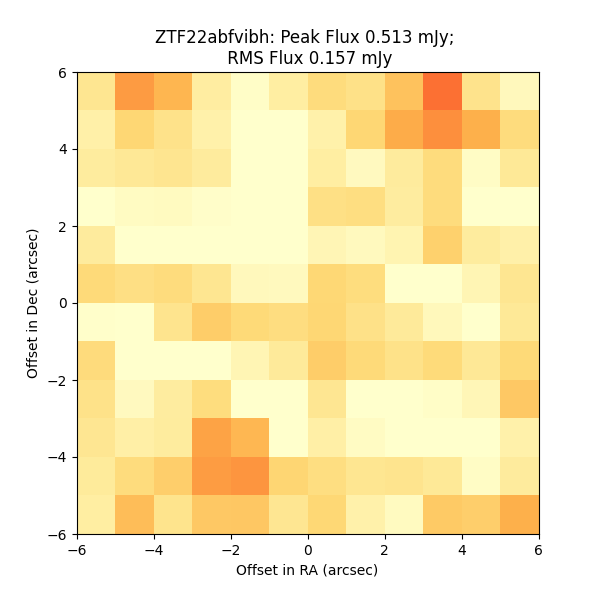 ZTF22abfvibh: Peak Flux 0.513 mJy;
RMS Flux 0.157 mJy
6
4
2
0
−2
−4
−6
Offset in Dec (arcsec)
−6 −4 −2 0 2 4 6
Offset in RA (arcsec)